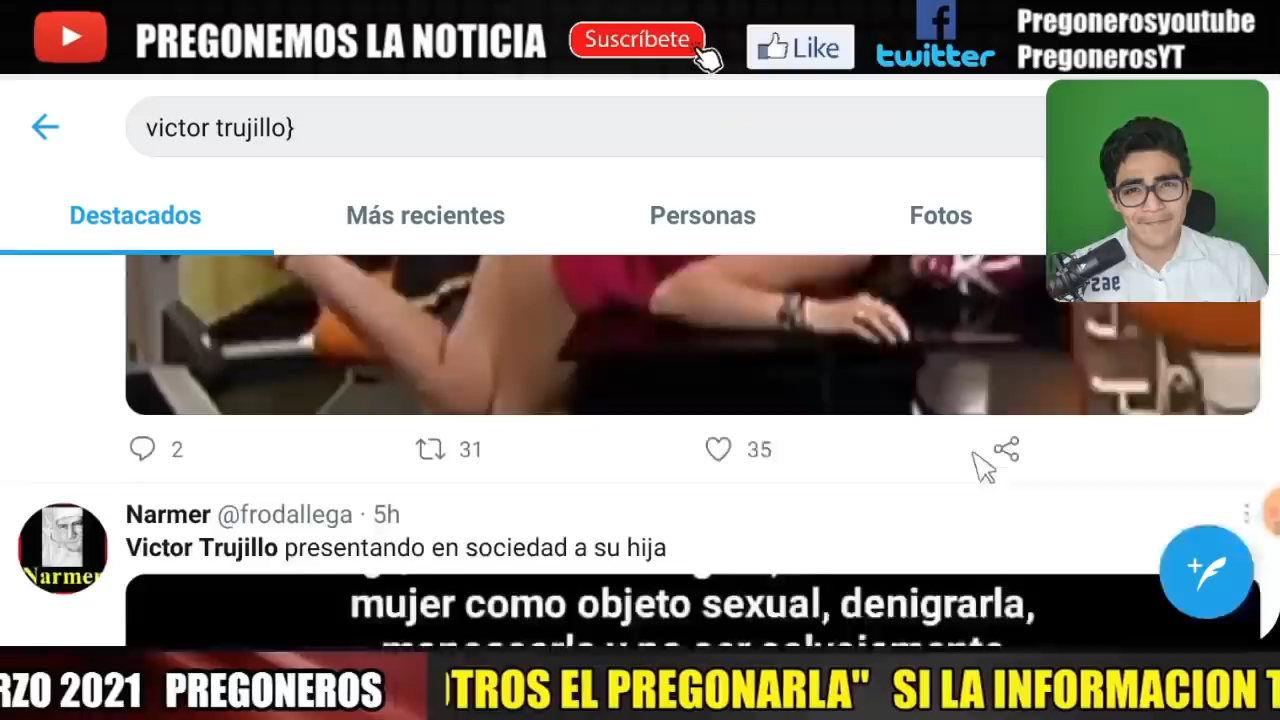 PREGONEMOS LA NOTICIA
Suscríbete
Like
twitter
Pregonerosyoutube
PregonerosYT
victor trujillo}
Destacados
Más recientes
Personas
Fotos
2
31
35
Narmer @frodallega · 5h
Victor Trujillo presentando en sociedad a su hija
Narmer
mujer como objeto sexual, denigrarla,
RZO 2021 PREGONEROS
TROS EL PREGONARLA" SI LA INFORMACION T